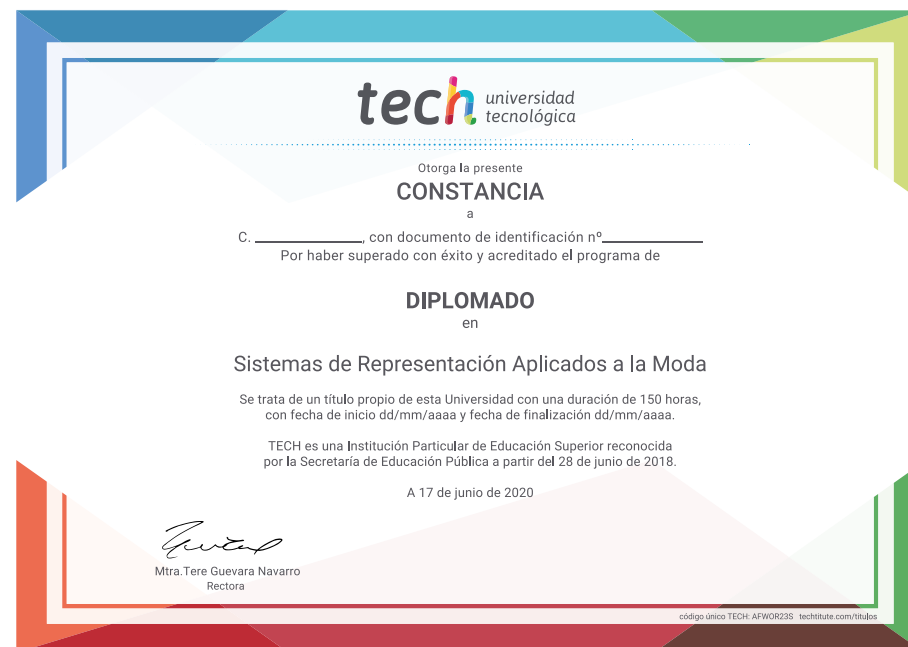 tech universidad
tecnológica
Otorga la presente
CONSTANCIA
a
C. ____________, con documento de identificación nº____________
Por haber superado con éxito y acreditado el programa de
DIPLOMADO
en
Sistemas de Representación Aplicados a la Moda
Se trata de un título propio de esta Universidad con una duración de 150 horas,
con fecha de inicio dd/mm/aaaa y fecha de finalización dd/mm/aaaa.
TECH es una Institución Particular de Educación Superior reconocida
por la Secretaría de Educación Pública a partir del 28 de junio de 2018.
A 17 de junio de 2020
Mtra.Tere Guevara Navarro
Rectora
código único TECH: AFWOR23S techtitute.com/titulos